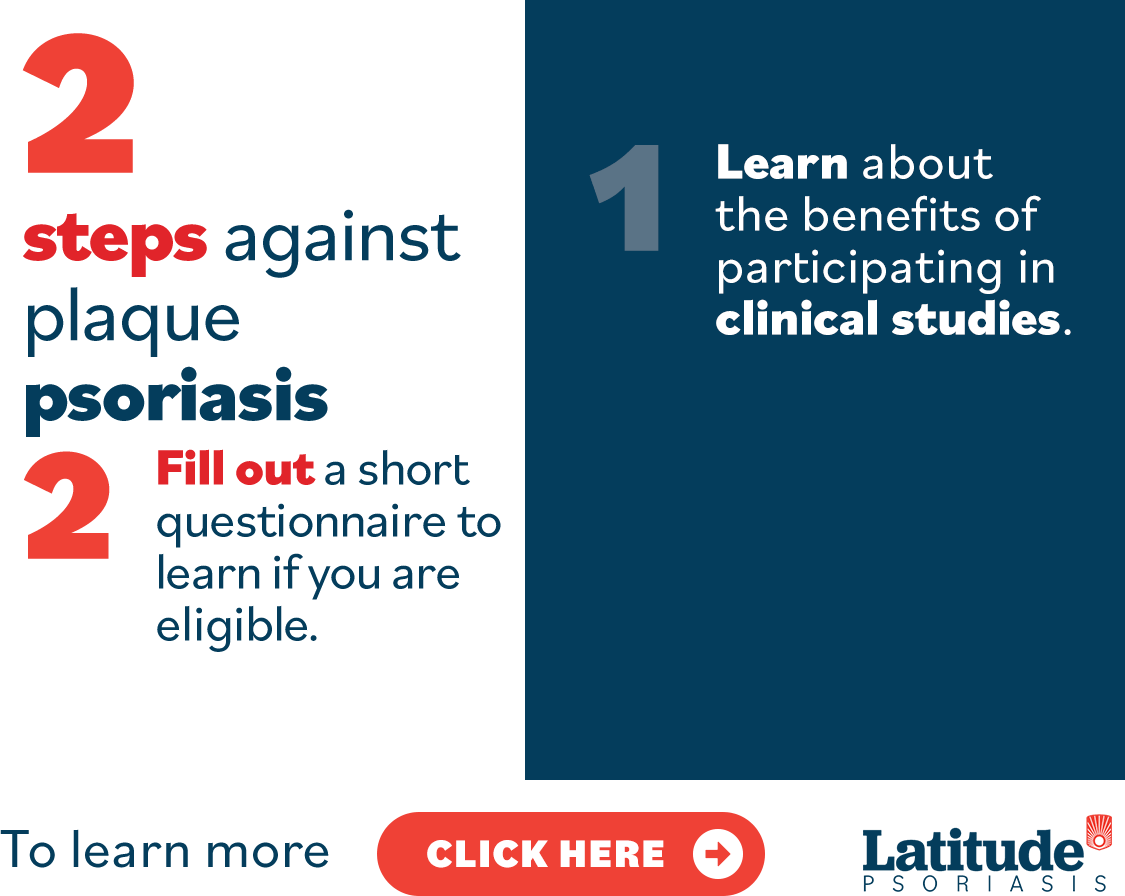 2
steps against
plaque
psoriasis
1
Learn about
the benefits of
participating in
clinical studies.
2
Fill out a short
questionnaire to
learn if you are
eligible.
To learn more
CLICK HERE
Latitude
PSORIASIS